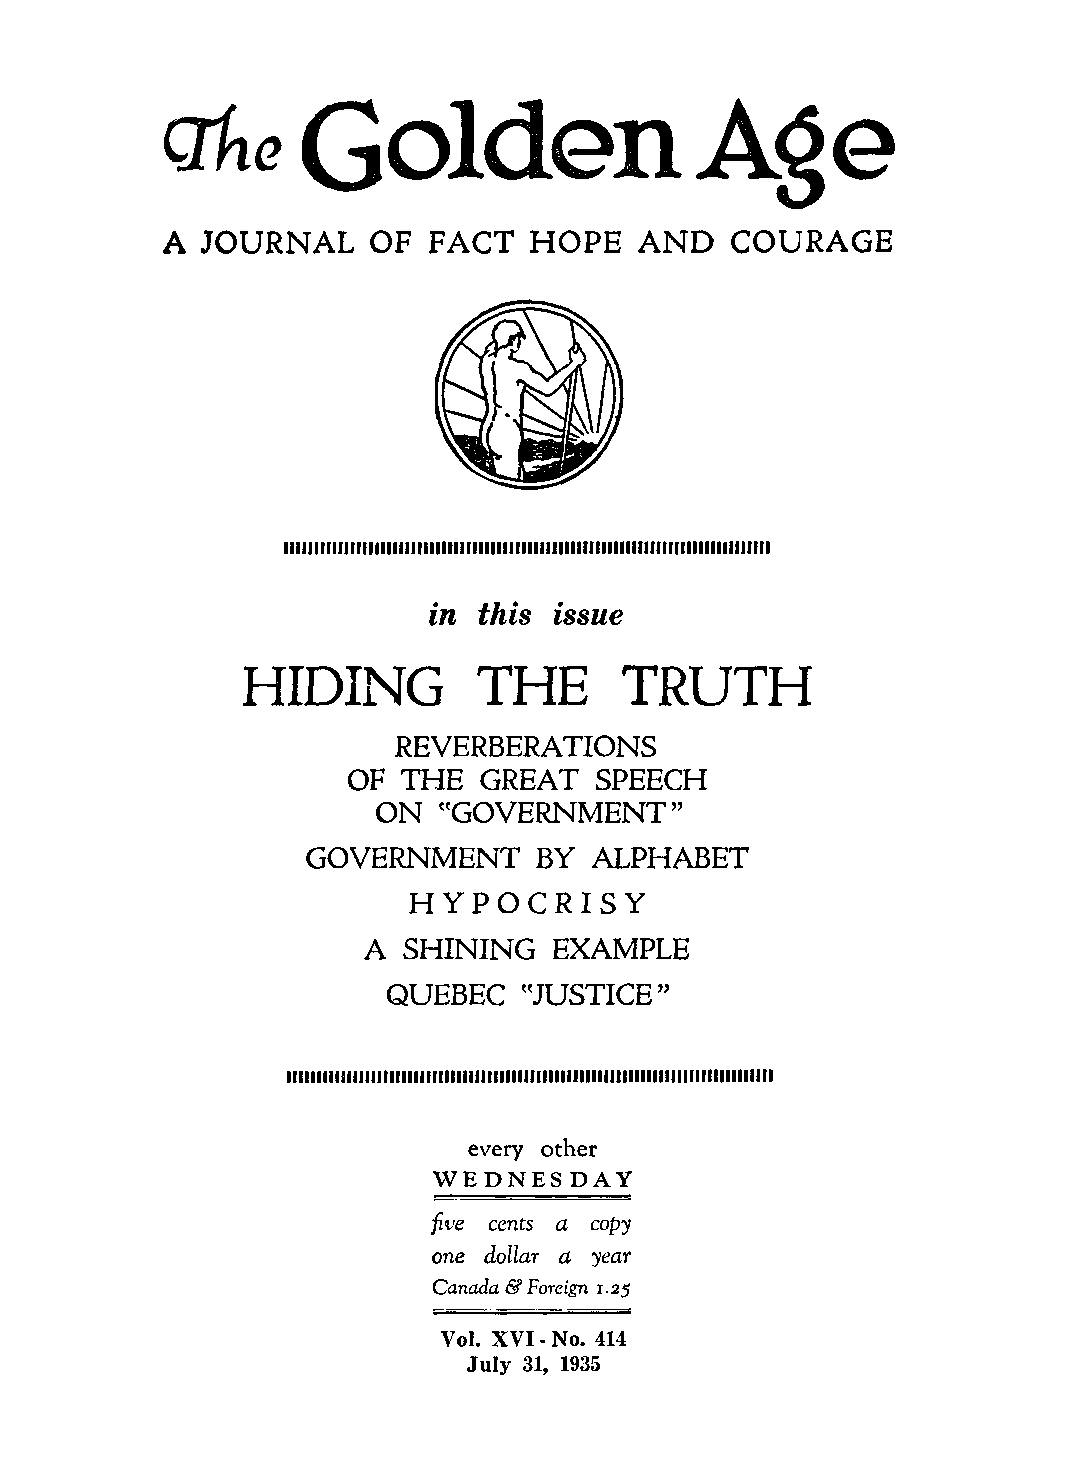 The Golden Age
A JOURNAL OF FACT HOPE AND COURAGE
in this issue
HIDING THE TRUTH
REVERBERATIONS
OF THE GREAT SPEECH
ON "GOVERNMENT"
GOVERNMENT BY ALPHABET
HYPOCRISY
A SHINING EXAMPLE
QUEBEC "JUSTICE"
every other
WEDNESDAY
five cents a copy
one dollar a year
Canada & Foreign 1.25
Vol. XVI - No. 414
July 31, 1935